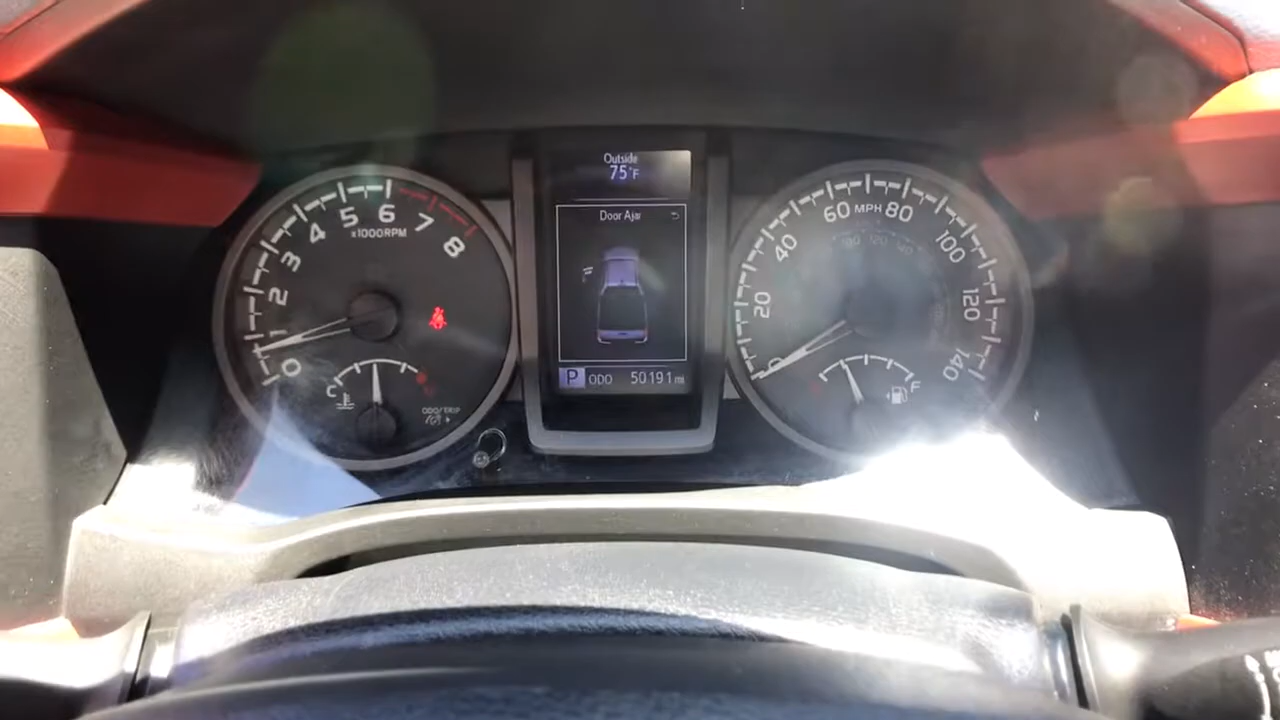 Outside
75°F
Door Ajar
P ODO 50191 mi
0 1 2 3 4 5 6 7 8
x1000RPM
C
ODO/TRIP
0 20 40 60 80 100 120 140
MPH
F